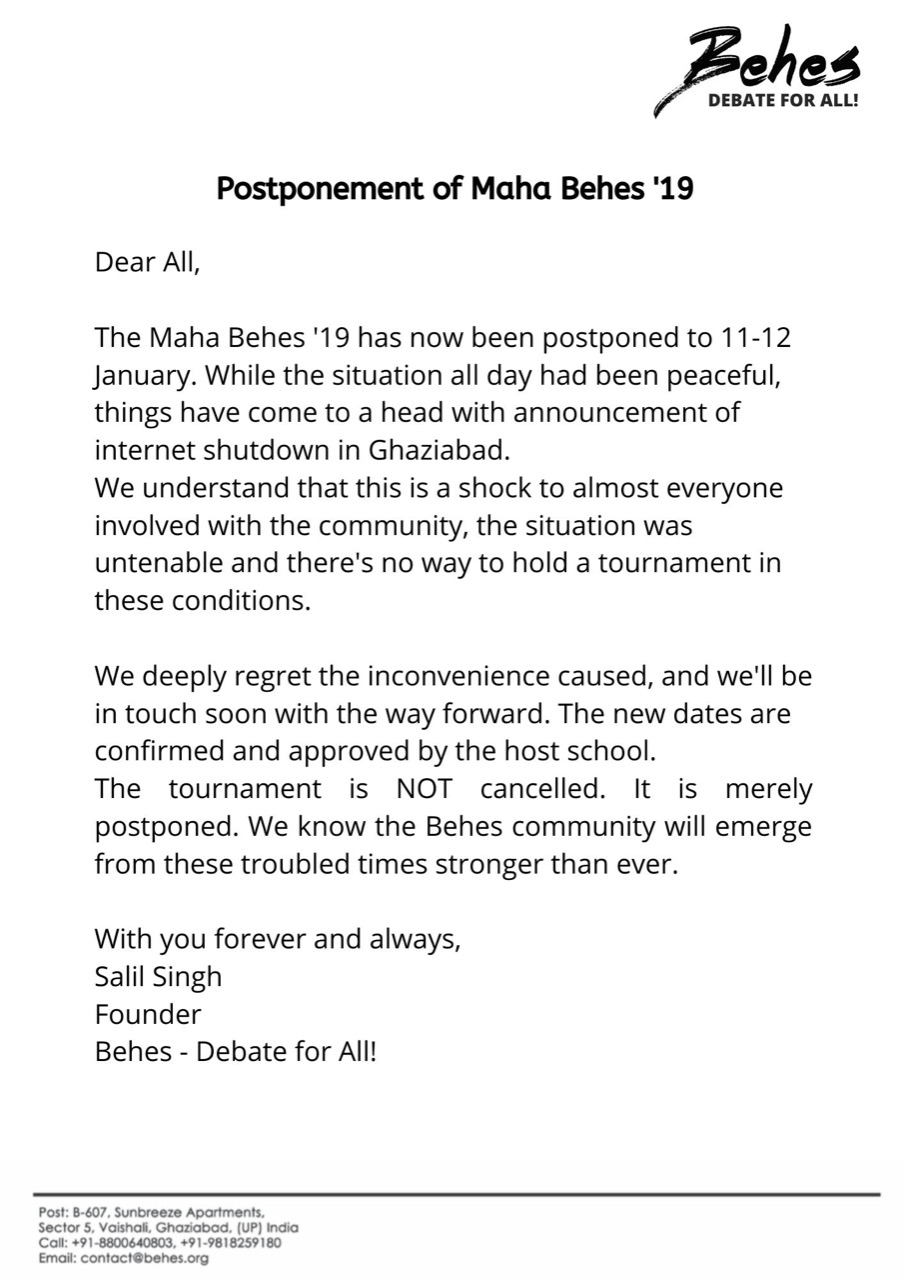 Behes
DEBATE FOR ALL!
Postponement of Maha Behes '19
Dear All,
The Maha Behes '19 has now been postponed to 11-12
January. While the situation all day had been peaceful,
things have come to a head with announcement of
internet shutdown in Ghaziabad.
We understand that this is a shock to almost everyone
involved with the community, the situation was
untenable and there's no way to hold a tournament in
these conditions.
We deeply regret the inconvenience caused, and we'll be
in touch soon with the way forward. The new dates are
confirmed and approved by the host school.
The tournament is NOT cancelled. It is merely
postponed. We know the Behes community will emerge
from these troubled times stronger than ever.
With you forever and always,
Salil Singh
Founder
Behes - Debate for All!
Post: B-607, Sunbreeze Apartments,
Sector 5, Vaishali, Ghaziabad, (UP) India
Call: +91-8800640803, +91-9818259180
Email: contact@behes.org